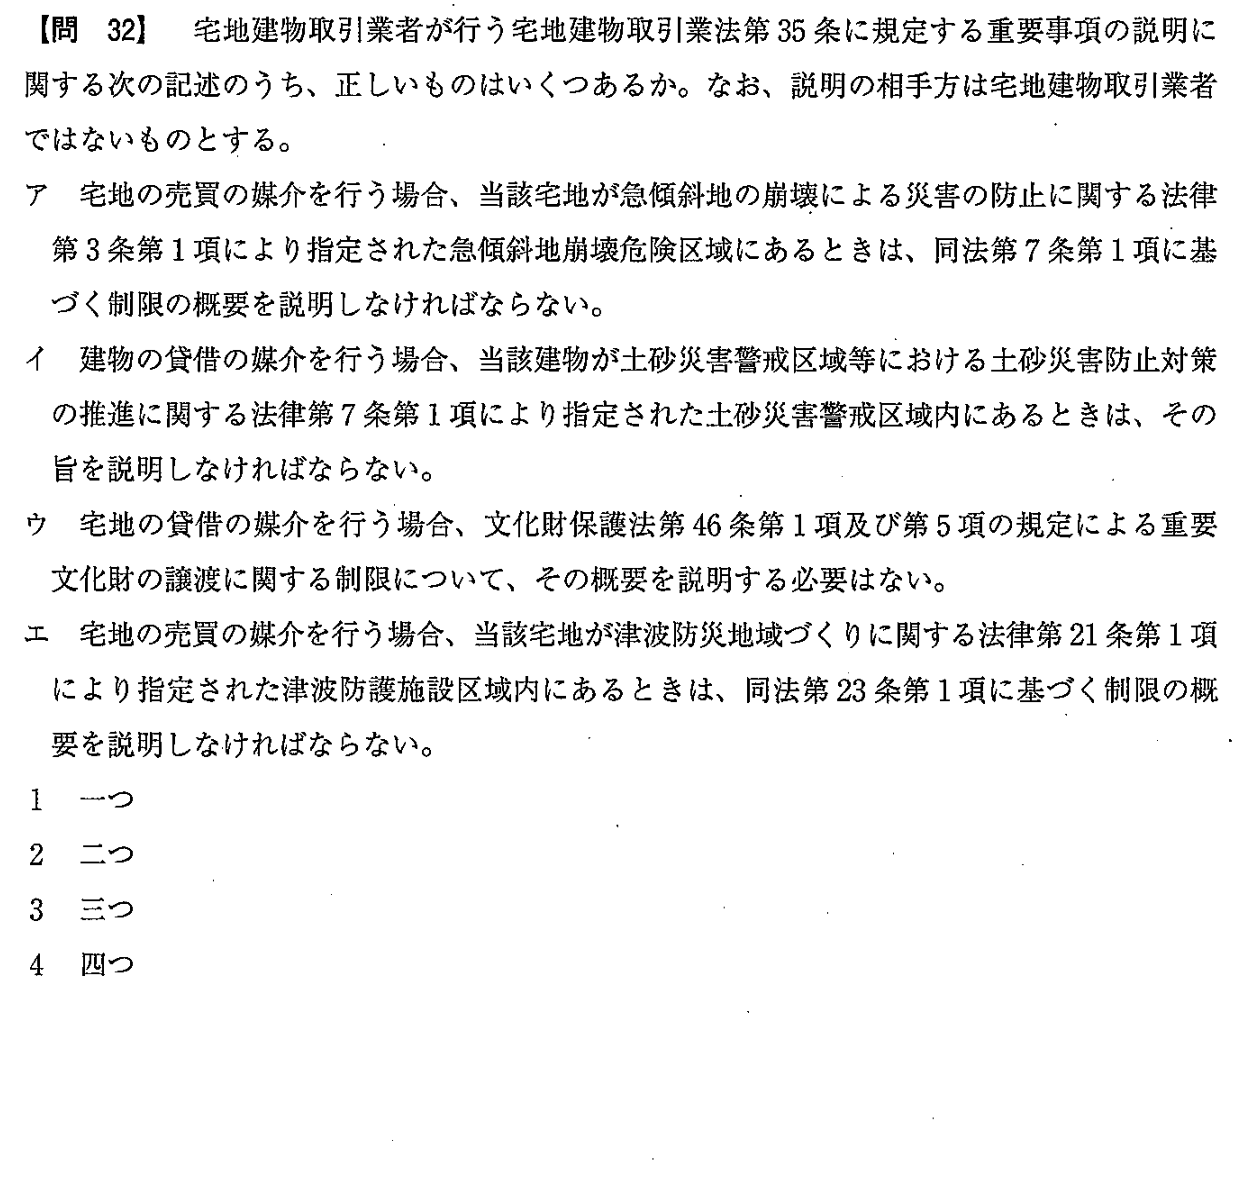 【問　32】　宅地建物取引業者が行う宅地建物取引業法第 35 条に規定する重要事項の説明に
関する次の記述のうち、正しいものはいくつあるか。なお、説明の相手方は宅地建物取引業者
ではないものとする。
ア　宅地の売買の媒介を行う場合、当該宅地が急傾斜地の崩壊による災害の防止に関する法律
第 3 条第 1 項により指定された急傾斜地崩壊危険区域にあるときは、同法第 7 条第 1 項に基
づく制限の概要を説明しなければならない。
イ　建物の貸借の媒介を行う場合、当該建物が土砂災害警戒区域等における土砂災害防止対策
の推進に関する法律第 7 条第 1 項により指定された土砂災害警戒区域内にあるときは、その
旨を説明しなければならない。
ウ　宅地の貸借の媒介を行う場合、文化財保護法第 46 条第 1 項及び第 5 項の規定による重要
文化財の譲渡に関する制限について、その概要を説明する必要はない。
エ　宅地の売買の媒介を行う場合、当該宅地が津波防災地域づくりに関する法律第 21 条第 1 項
により指定された津波防護施設区域内にあるときは、同法第 23 条第 1 項に基づく制限の概
要を説明しなければならない。
1　一つ
2　二つ
3　三つ
4　四つ